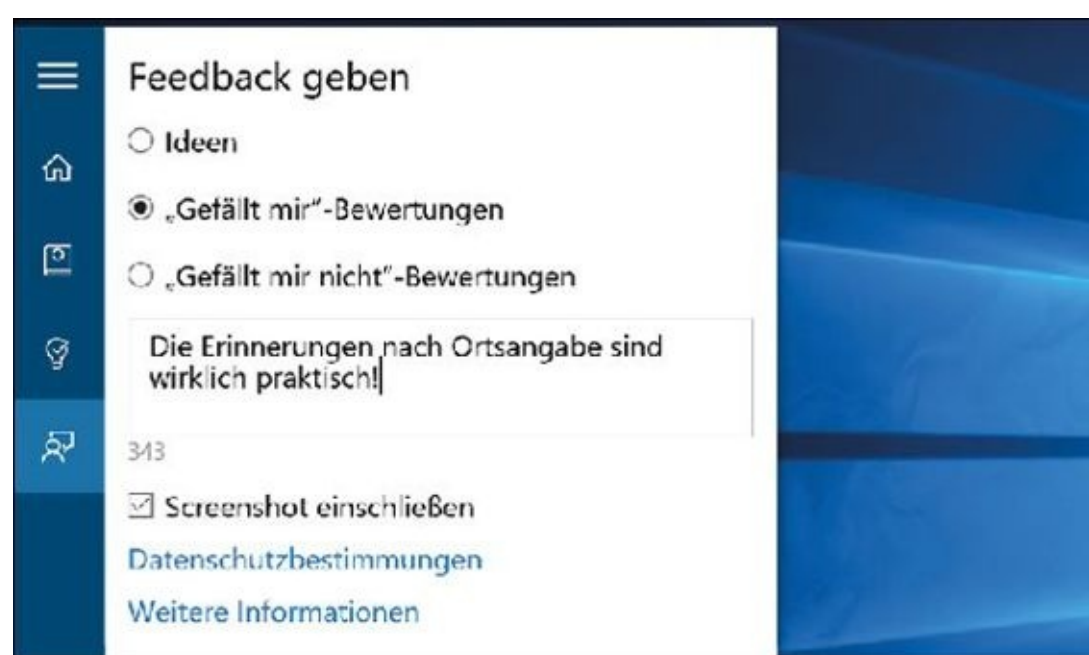 Feedback geben
Ideen
„Gefällt mir"-Bewertungen
„Gefällt mir nicht"-Bewertungen
Die Erinnerungen nach Ortsangabe sind
wirklich praktisch!
343
Screenshot einschließen
Datenschutzbestimmungen
Weitere Informationen